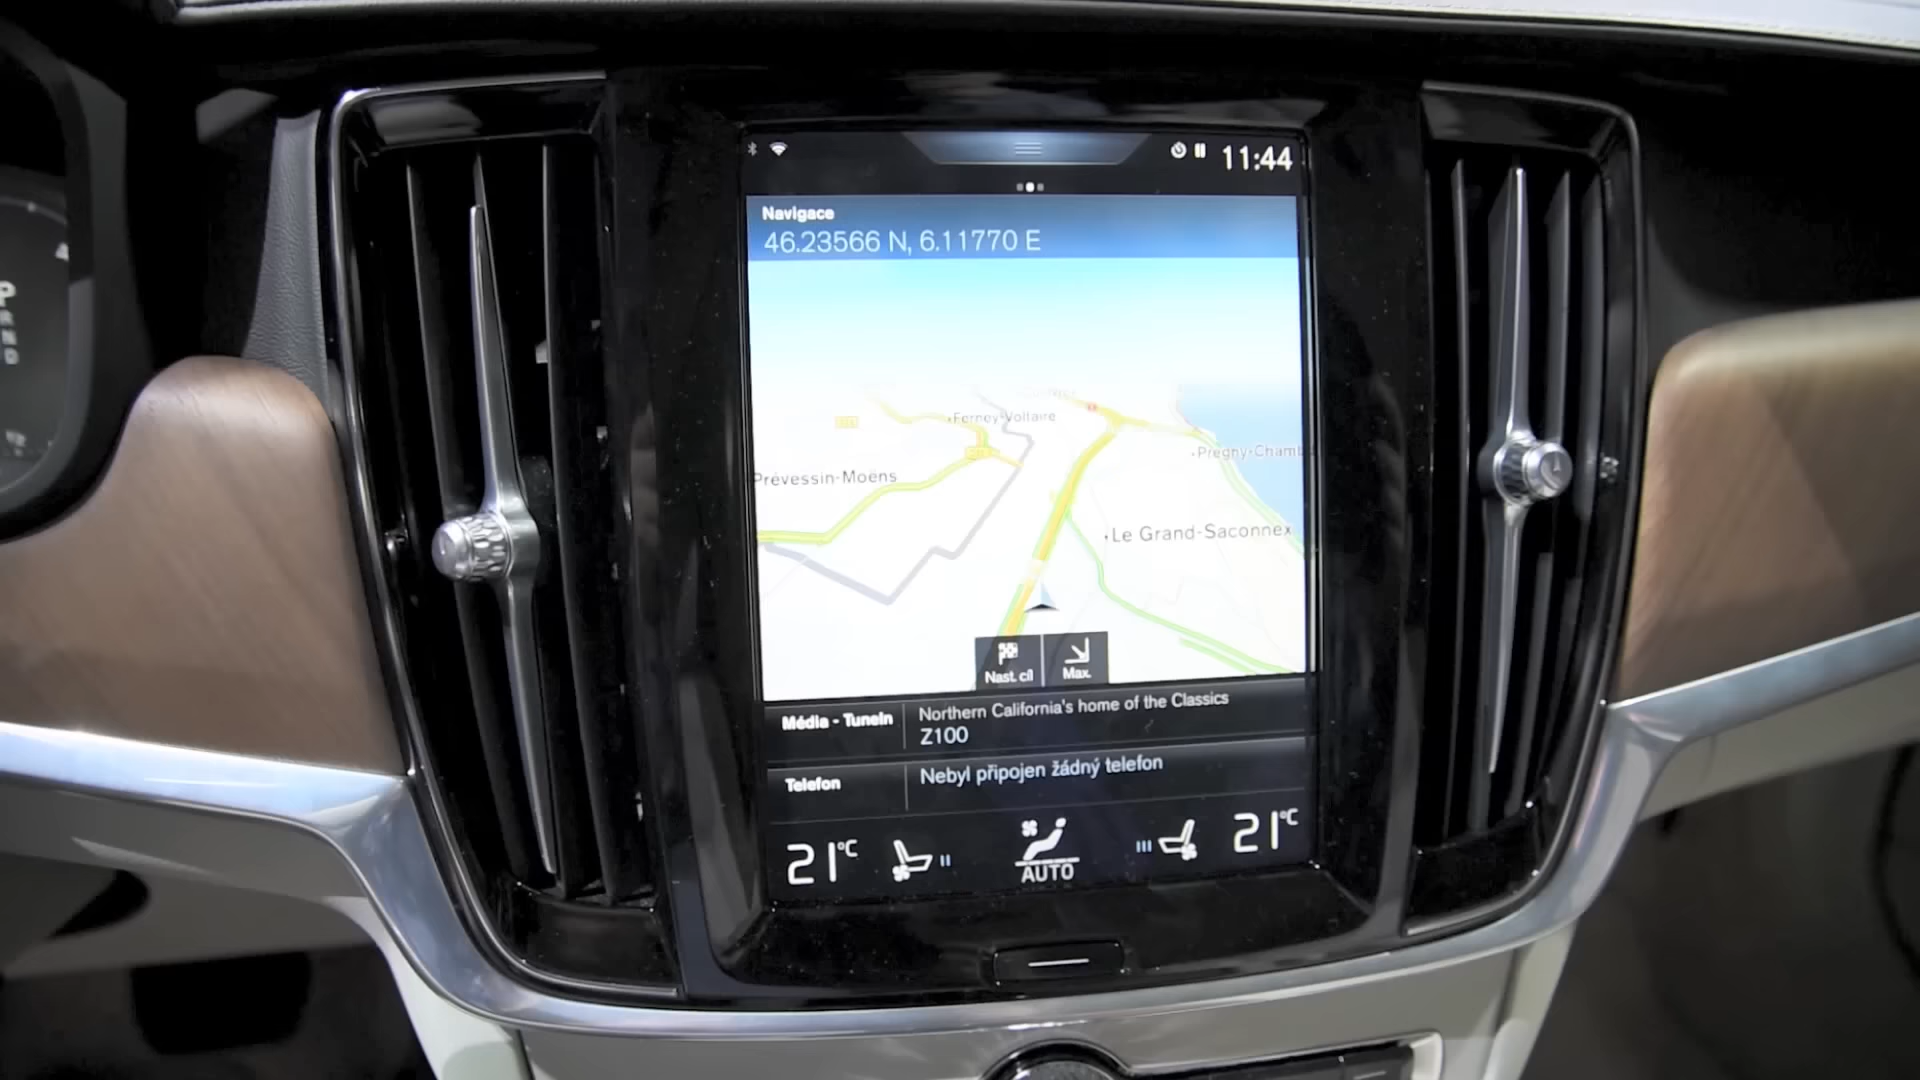 11:44
Navigace
46.23566 N, 6.11770 E
Ferney-Voltaire
Prévessin-Moëns
Pregny-Chamb
Le Grand-Saconnex
Nast. cíl
Max.
Média - TuneIn
Northern California's home of the Classics
Z100
Telefon
Nebyl připojen žádný telefon
21°C
AUTO
21°C
P
R
N
D